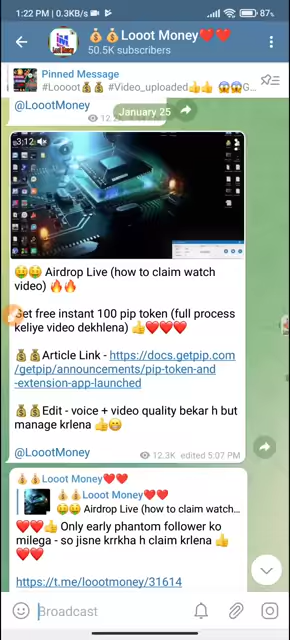 1:22 PM | 0.3KB/s
87%
💰💰Looot Money❤️❤️
50.5K subscribers
Pinned Message
#Loooot💰💰 #Video_uploaded👍👍 😱😱G...
@LoootMoney
January 25
3:12
🤑🤑 Airdrop Live (how to claim watch
video) 🔥🔥
Get free instant 100 pip token (full process
keliye video dekhlena) 👍❤️❤️❤️
💰💰Article Link - https://docs.getpip.com
/getpip/announcements/pip-token-and
-extension-app-launched
💰💰Edit - voice + video quality bekar h but
manage krlena 👍😁
@LoootMoney
12.3K edited 5:07 PM
💰💰Looot Money❤️❤️
💰💰Looot Money❤️❤️
🤑🤑 Airdrop Live (how to claim watch...
❤️❤️👍 Only early phantom follower ko
milega - so jisne krrkha h claim krlena 👍
❤️❤️
https://t.me/loootmoney/31614
Broadcast